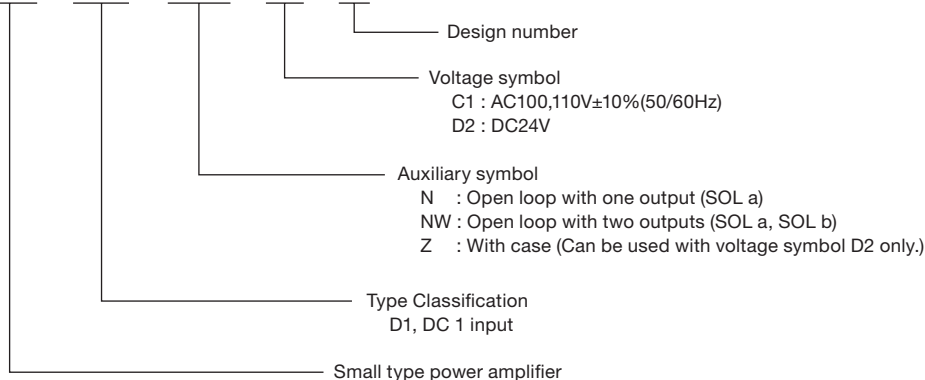 Design number
Voltage symbol
C1 : AC100,110V±10%(50/60Hz)
D2 : DC24V
Auxiliary symbol
N : Open loop with one output (SOL a)
NW : Open loop with two outputs (SOL a, SOL b)
Z : With case (Can be used with voltage symbol D2 only.)
Type Classification
D1, DC 1 input
Small type power amplifier